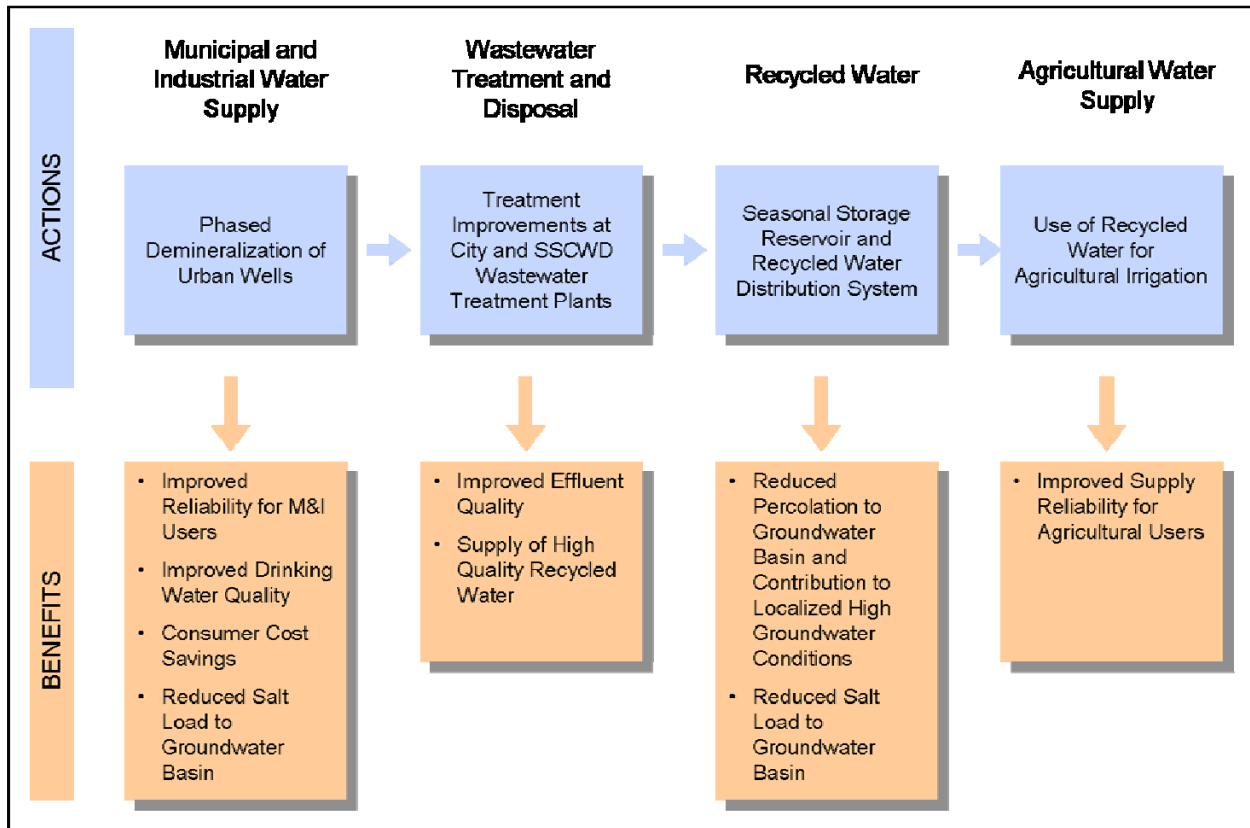 Municipal and
Industrial Water
Supply
Wastewater
Treatment and
Disposal
Recycled Water
Agricultural Water
Supply
ACTIONS
Phased
Demineralization of
Urban Wells
Treatment
Improvements at
City and SSCWD
Wastewater
Treatment Plants
Seasonal Storage
Reservoir and
Recycled Water
Distribution System
Use of Recycled
Water for
Agricultural Irrigation
BENEFITS
• Improved
Reliability for M&I
Users
• Improved Drinking
Water Quality
• Consumer Cost
Savings
• Reduced Salt
Load to
Groundwater
Basin
• Improved Effluent
Quality
• Supply of High
Quality Recycled
Water
• Reduced
Percolation to
Groundwater
Basin and
Contribution to
Localized High
Groundwater
Conditions
• Reduced Salt
Load to
Groundwater
Basin
• Improved Supply
Reliability for
Agricultural Users